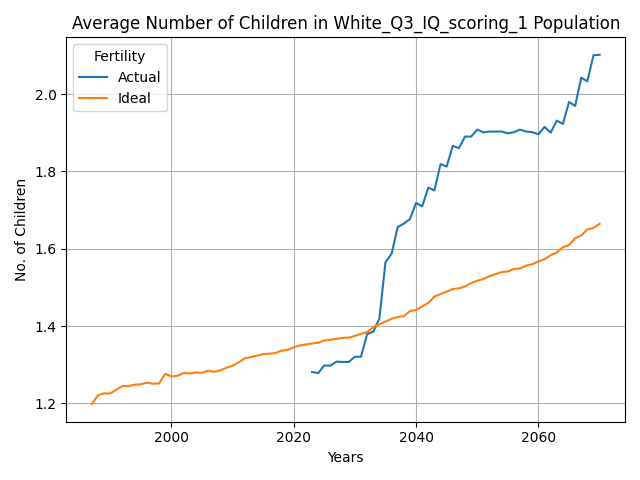 Average Number of Children in White_Q3_IQ_scoring_1 Population
Fertility
Actual
Ideal
2.0
1.8
1.6
1.4
1.2
No. of Children
2000
2020
2040
2060
Years